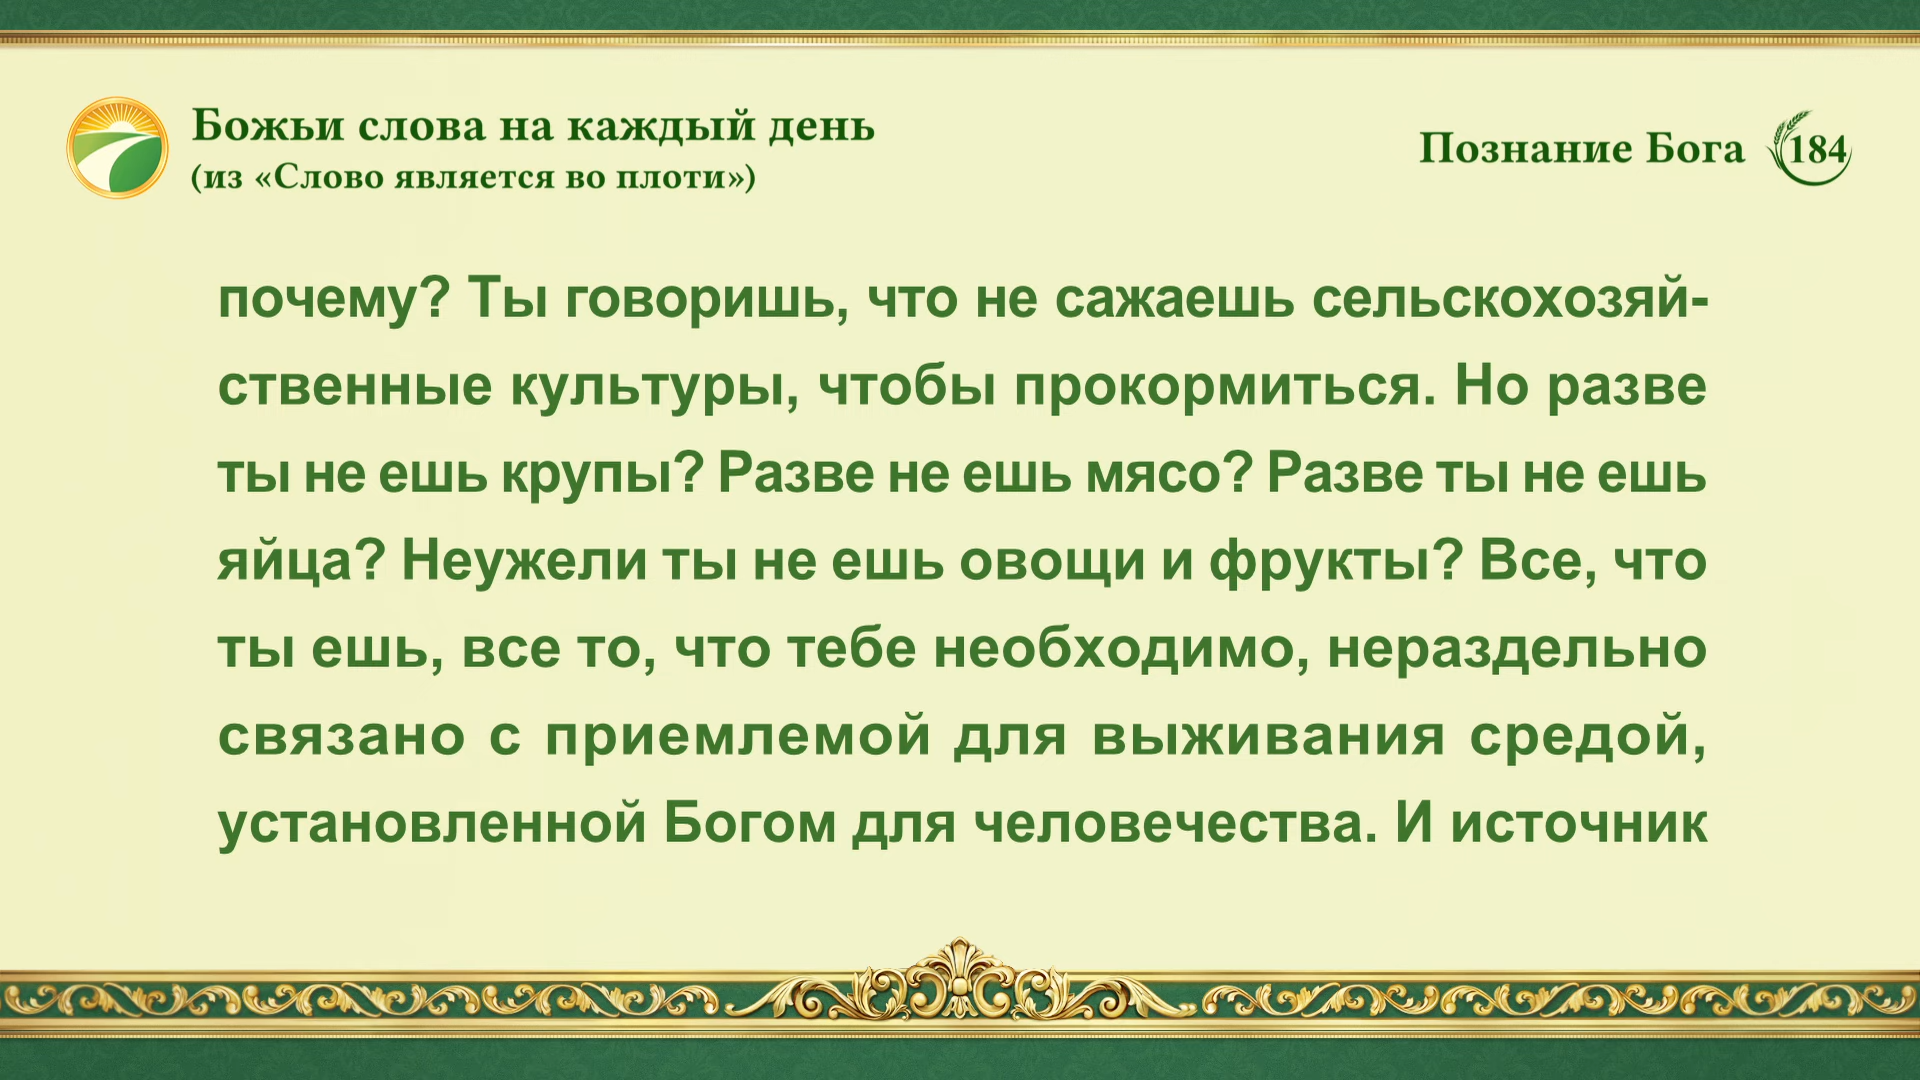 Божьи слова на каждый день
(из «Слово является во плоти»)
Познание Бога 184
почему? Ты говоришь, что не сажаешь сельскохозяй-
ственные культуры, чтобы прокормиться. Но разве
ты не ешь крупы? Разве не ешь мясо? Разве ты не ешь
яйца? Неужели ты не ешь овощи и фрукты? Все, что
ты ешь, все то, что тебе необходимо, нераздельно
связано с приемлемой для выживания средой,
установленной Богом для человечества. И источник